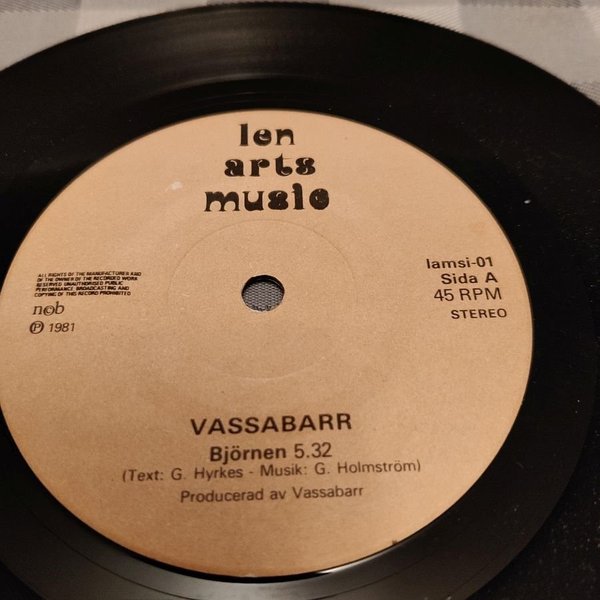 len
arts
music
ALL RIGHTS OF THE MANUFACTURER AND
OF THE OWNER OF THE RECORDED WORK
RESERVED UNAUTHORISED PUBLIC
PERFORMANCE BROADCASTING AND
COPYING OF THIS RECORD PROHIBITED
ncb
℗ 1981
lamsi-01
Sida A
45 RPM
STEREO
VASSABARR
Björnen 5.32
(Text: G. Hyrkes - Musik: G. Holmström)
Producerad av Vassabarr